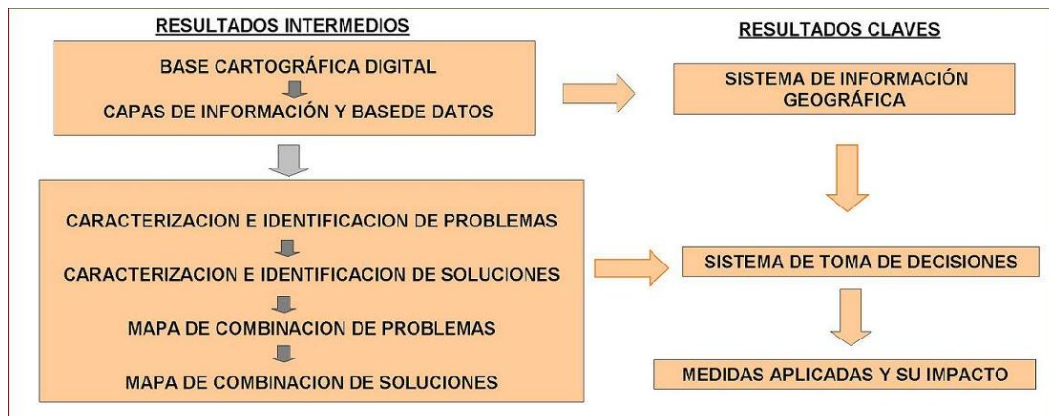 RESULTADOS INTERMEDIOS
BASE CARTOGRÁFICA DIGITAL
CAPAS DE INFORMACIÓN Y BASEDE DATOS
CARACTERIZACION E IDENTIFICACION DE PROBLEMAS
CARACTERIZACION E IDENTIFICACION DE SOLUCIONES
MAPA DE COMBINACION DE PROBLEMAS
MAPA DE COMBINACION DE SOLUCIONES
RESULTADOS CLAVES
SISTEMA DE INFORMACIÓN
GEOGRÁFICA
SISTEMA DE TOMA DE DECISIONES
MEDIDAS APLICADAS Y SU IMPACTO